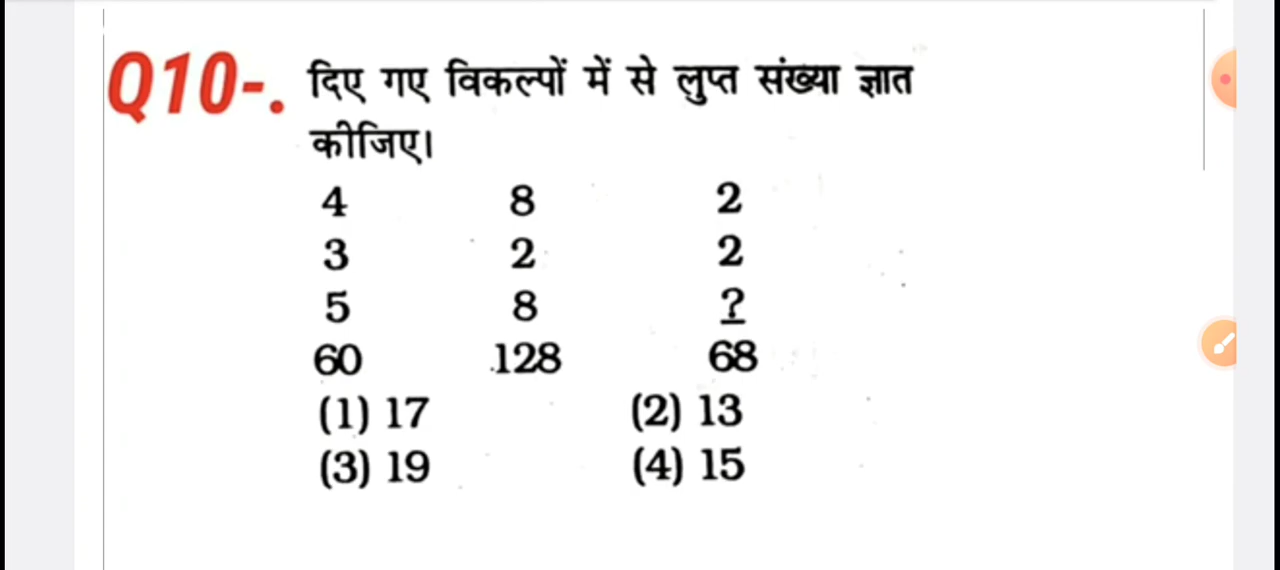 Q10-. दिए गए विकल्पों में से लुप्त संख्या ज्ञात
कीजिए।
4 8 2
3 2 2
5 8 ?
60 128 68
(1) 17 (2) 13
(3) 19 (4) 15